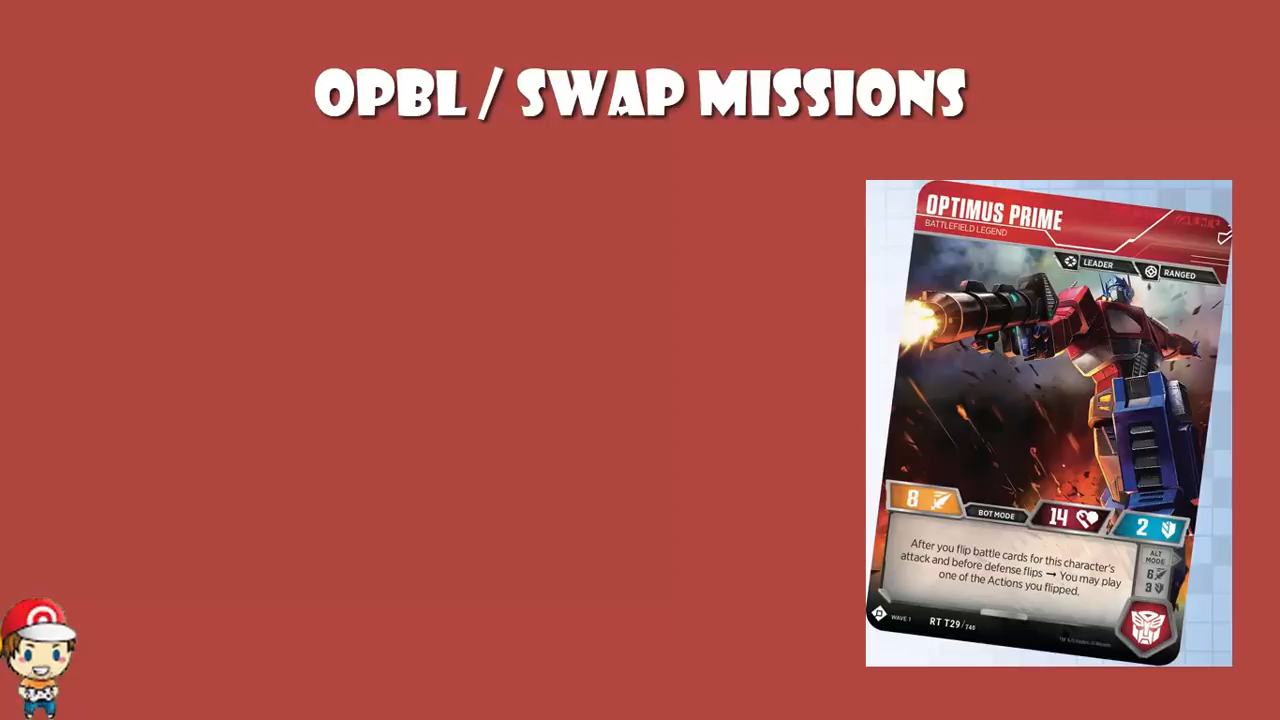 OPBL / SWAP MISSIONS
OPTIMUS PRIME
BATTLEFIELD LEGEND
LEADER
RANGED
8
BOT MODE
14
2
After you flip battle cards for this character's
attack and before defense flips → You may play
one of the Actions you flipped.
ALT
MODE
6
3
WAVE 1
RT T29/T40